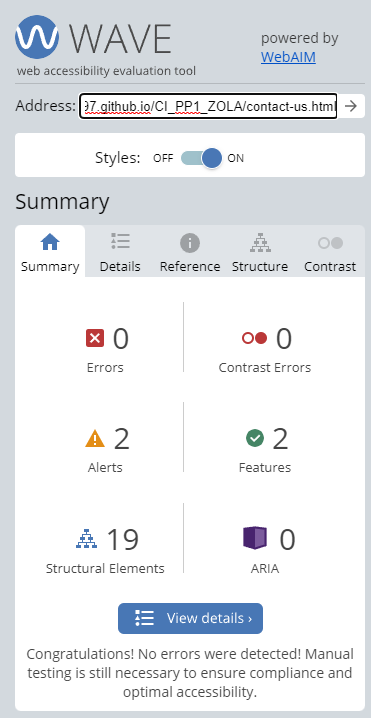 WAVE
powered by
WebAIM
web accessibility evaluation tool
Address: 97.github.io/CI_PP1_ZOLA/contact-us.html
Styles: OFF ON
Summary
Summary Details Reference Structure Contrast
0 0
Errors Contrast Errors
2 2
Alerts Features
19 0
Structural Elements ARIA
View details ›
Congratulations! No errors were detected! Manual
testing is still necessary to ensure compliance and
optimal accessibility.